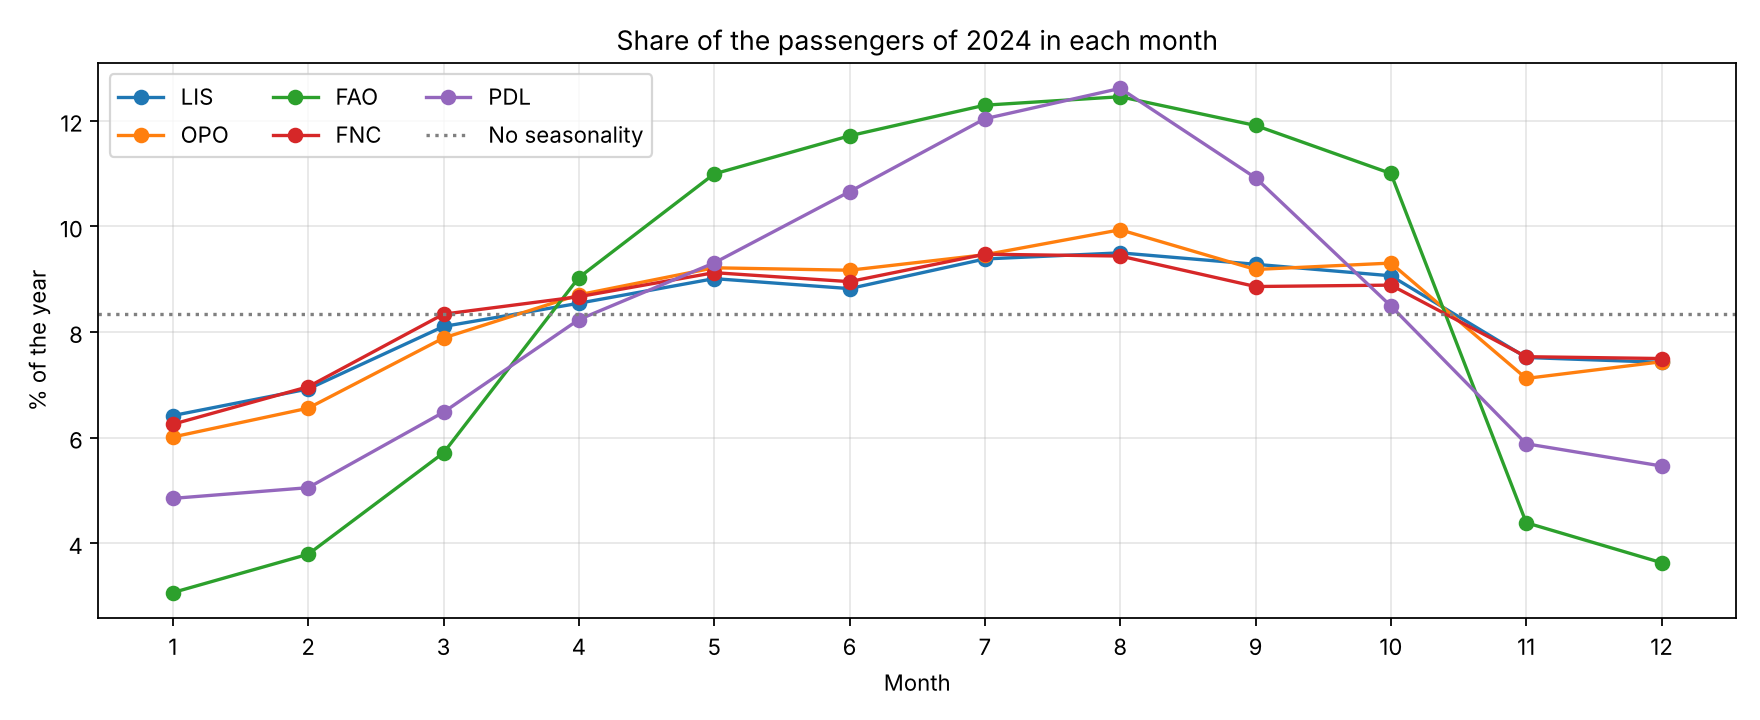 Share of the passengers of 2024 in each month
LIS FAO PDL
OPO FNC No seasonality
12
10
8
6
4
% of the year
1 2 3 4 5 6 7 8 9 10 11 12
Month